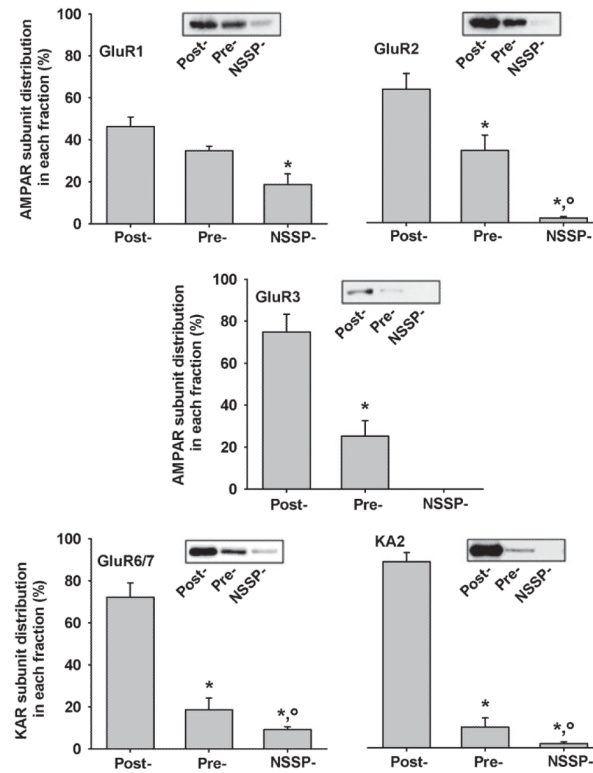 AMPAR subunit distribution
in each fraction (%)
100
80
60
40
20
0
GluR1
Post-
Pre-
NSSP-
*
Post-
Pre-
NSSP-
GluR2
Post-
Pre-
NSSP-
*
*,°
Post-
Pre-
NSSP-
AMPAR subunit distribution
in each fraction (%)
100
80
60
40
20
0
GluR3
Post-
Pre-
NSSP-
*
Post-
Pre-
NSSP-
KAR subunit distribution
in each fraction (%)
100
80
60
40
20
0
GluR6/7
Post-
Pre-
NSSP-
*
*,°
Post-
Pre-
NSSP-
KA2
Post-
Pre-
NSSP-
*
*,°
Post-
Pre-
NSSP-